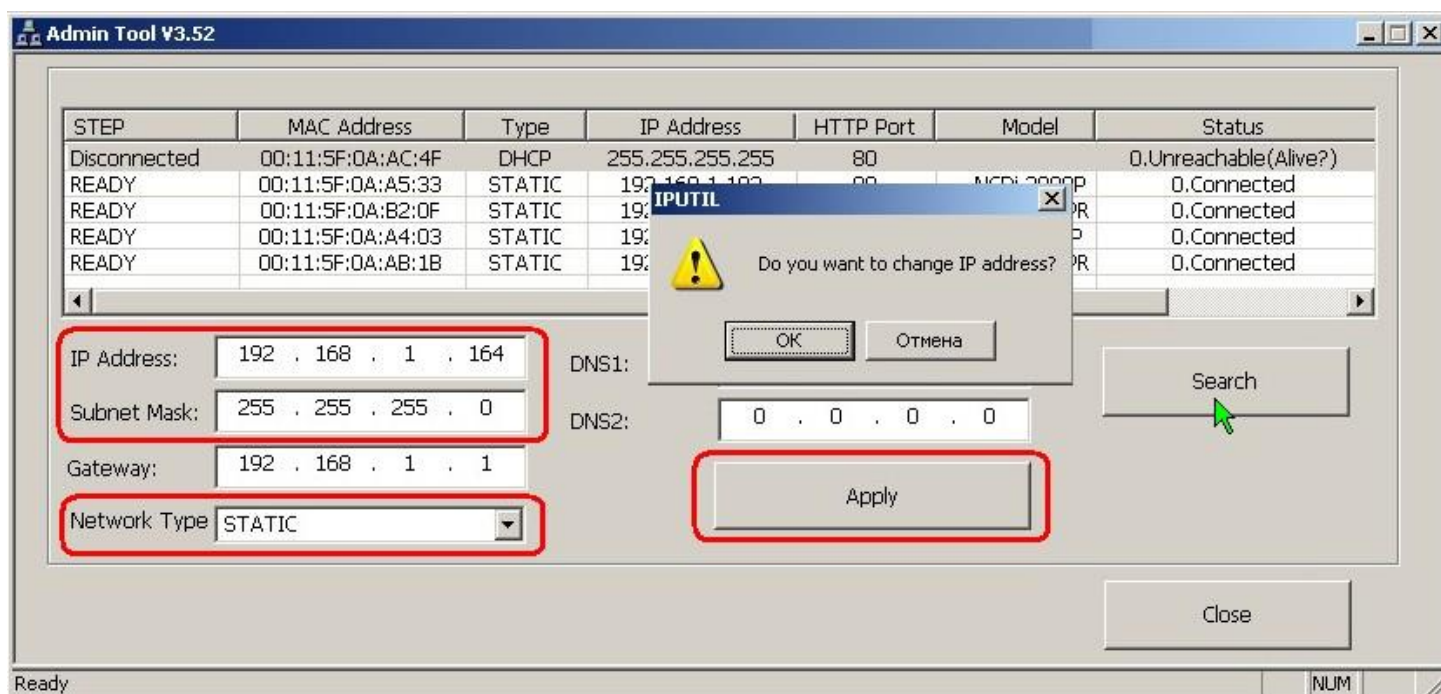 Admin Tool V3.52
STEP MAC Address Type IP Address HTTP Port Model Status
Disconnected 00:11:5F:0A:AC:4F DHCP 255.255.255.255 80 0.Unreachable(Alive?)
READY 00:11:5F:0A:A5:33 STATIC 0.Connected
READY 00:11:5F:0A:B2:0F STATIC 0.Connected
READY 00:11:5F:0A:A4:03 STATIC 0.Connected
READY 00:11:5F:0A:AB:1B STATIC 0.Connected
IPUTIL
Do you want to change IP address?
OK Отмена
IP Address: 192 . 168 . 1 . 164
Subnet Mask: 255 . 255 . 255 . 0
Gateway: 192 . 168 . 1 . 1
Network Type STATIC
DNS1:
DNS2: 0 . 0 . 0 . 0
Apply
Search
Close
Ready NUM